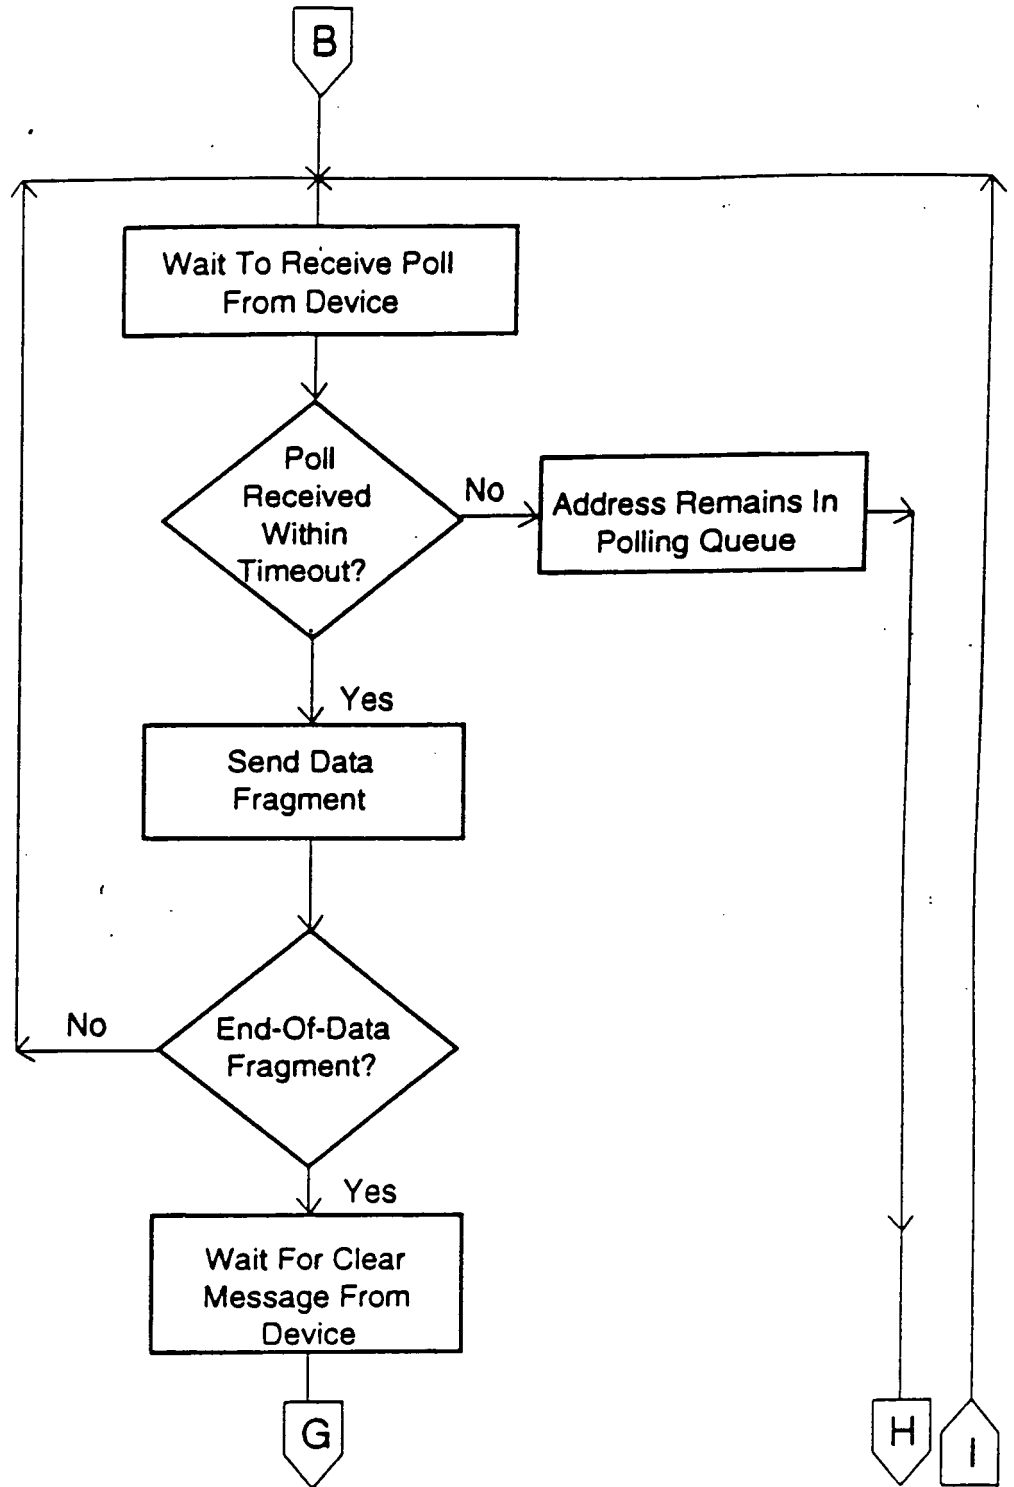 B
Wait To Receive Poll
From Device
Poll
Received
Within
Timeout?
No
Address Remains In
Polling Queue
Yes
Send Data
Fragment
No
End-Of-Data
Fragment?
Yes
Wait For Clear
Message From
Device
G
H
I